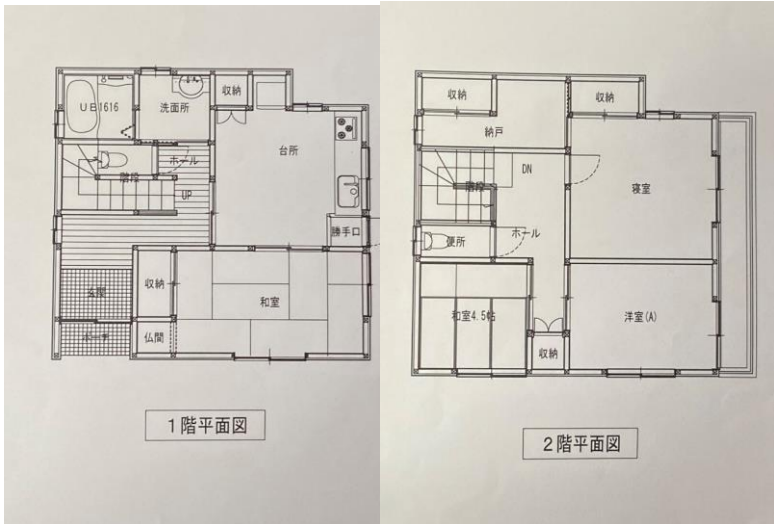 UB1616
洗面所
収納
台所
ホール
階段
UP
勝手口
玄関
収納
和室
ポーチ
仏間
1階平面図
収納
収納
納戸
DN
階段
寝室
便所
ホール
和室4.5帖
洋室(A)
収納
2階平面図